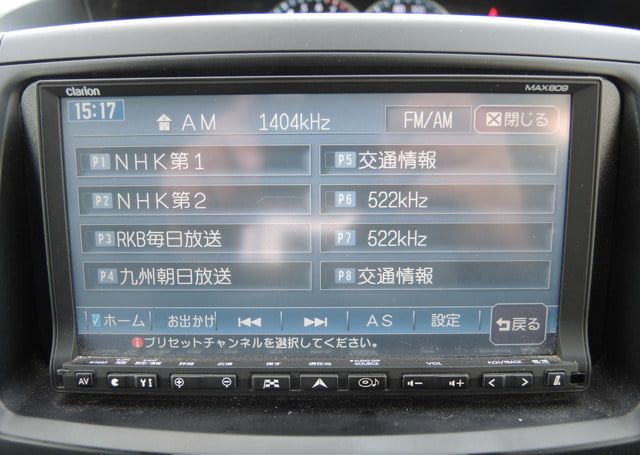 Clarion MAX809
15:17 AM 1404kHz FM/AM 閉じる
P1 NHK第1 P5 交通情報
P2 NHK第2 P6 522kHz
P3 RKB毎日放送 P7 522kHz
P4 九州朝日放送 P8 交通情報
ホーム お出かけ AS 設定 戻る
プリセットチャンネルを選択してください。
VOL
AV